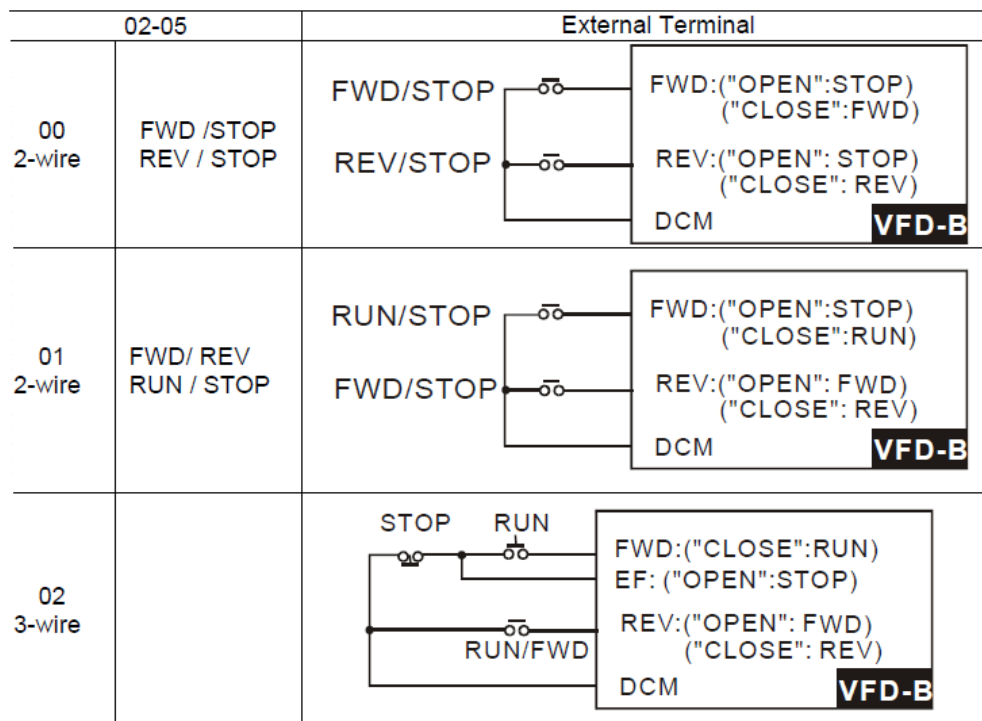 02-05
External Terminal
00
2-wire
FWD /STOP
REV / STOP
FWD/STOP
REV/STOP
FWD:("OPEN":STOP)
("CLOSE":FWD)
REV:("OPEN": STOP)
("CLOSE": REV)
DCM
VFD-B
01
2-wire
FWD/ REV
RUN / STOP
RUN/STOP
FWD/STOP
FWD:("OPEN":STOP)
("CLOSE":RUN)
REV:("OPEN": FWD)
("CLOSE": REV)
DCM
VFD-B
02
3-wire
STOP
RUN
RUN/FWD
FWD:("CLOSE":RUN)
EF: ("OPEN":STOP)
REV:("OPEN": FWD)
("CLOSE": REV)
DCM
VFD-B